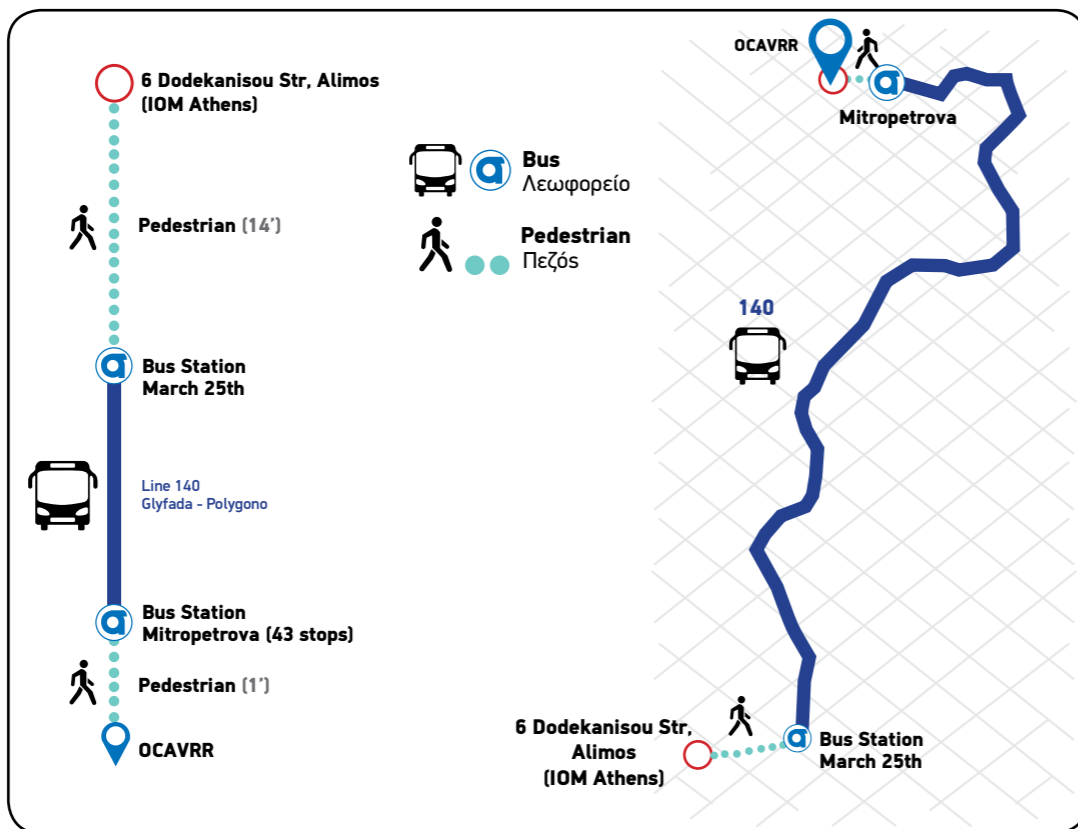 6 Dodekanisou Str, Alimos
(IOM Athens)
Pedestrian (14')
Bus Station
March 25th
Line 140
Glyfada - Polygono
Bus Station
Mitropetrova (43 stops)
Pedestrian (1')
OCAVRR
Bus
Λεωφορείο
Pedestrian
Πεζός
OCAVRR
Mitropetrova
140
6 Dodekanisou Str,
Alimos
(IOM Athens)
Bus Station
March 25th